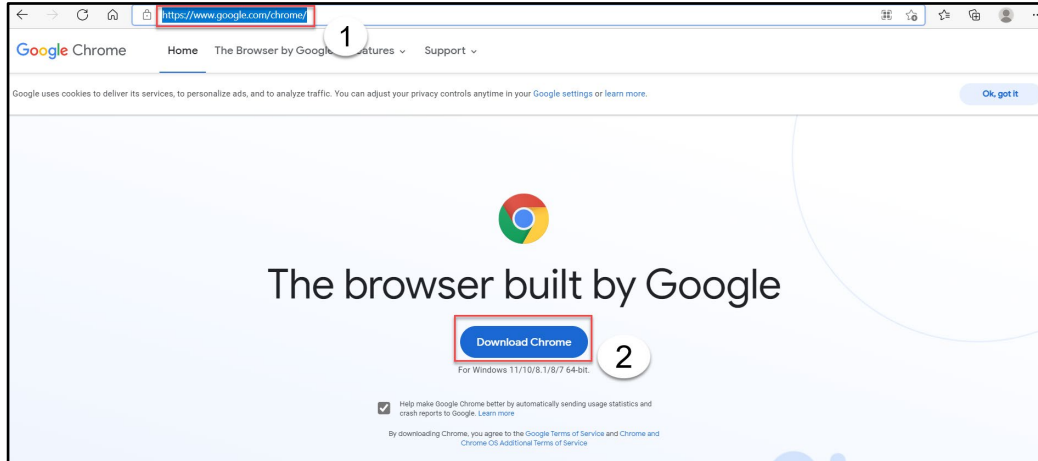 https://www.google.com/chrome/
1
Google Chrome Home The Browser by Google atures Support
Google uses cookies to deliver its services, to personalize ads, and to analyze traffic. You can adjust your privacy controls anytime in your Google settings or learn more.
Ok, got it
The browser built by Google
Download Chrome
2
For Windows 11/10/8.1/8/7 64-bit.
Help make Google Chrome better by automatically sending usage statistics and
crash reports to Google. Learn more
By downloading Chrome, you agree to the Google Terms of Service and Chrome and
Chrome OS Additional Terms of Service